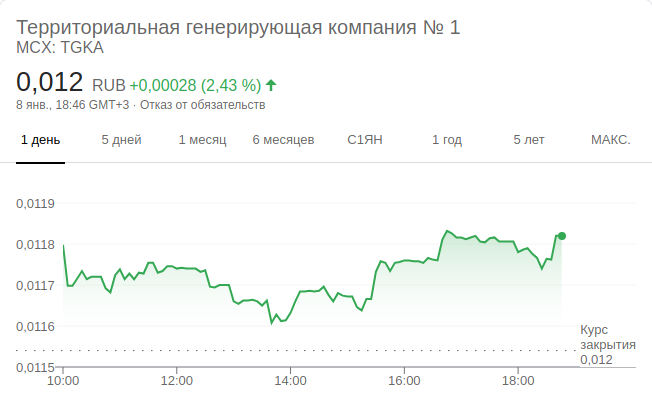 Территориальная генерирующая компания № 1
MCX: TGKA
0,012 RUB +0,00028 (2,43 %)
8 янв., 18:46 GMT+3 · Отказ от обязательств
1 день 5 дней 1 месяц 6 месяцев С1ЯН 1 год 5 лет МАКС.
0,0119
0,0118
0,0117
0,0116
Курс
закрытия
0,012
0,0115
10:00 12:00 14:00 16:00 18:00